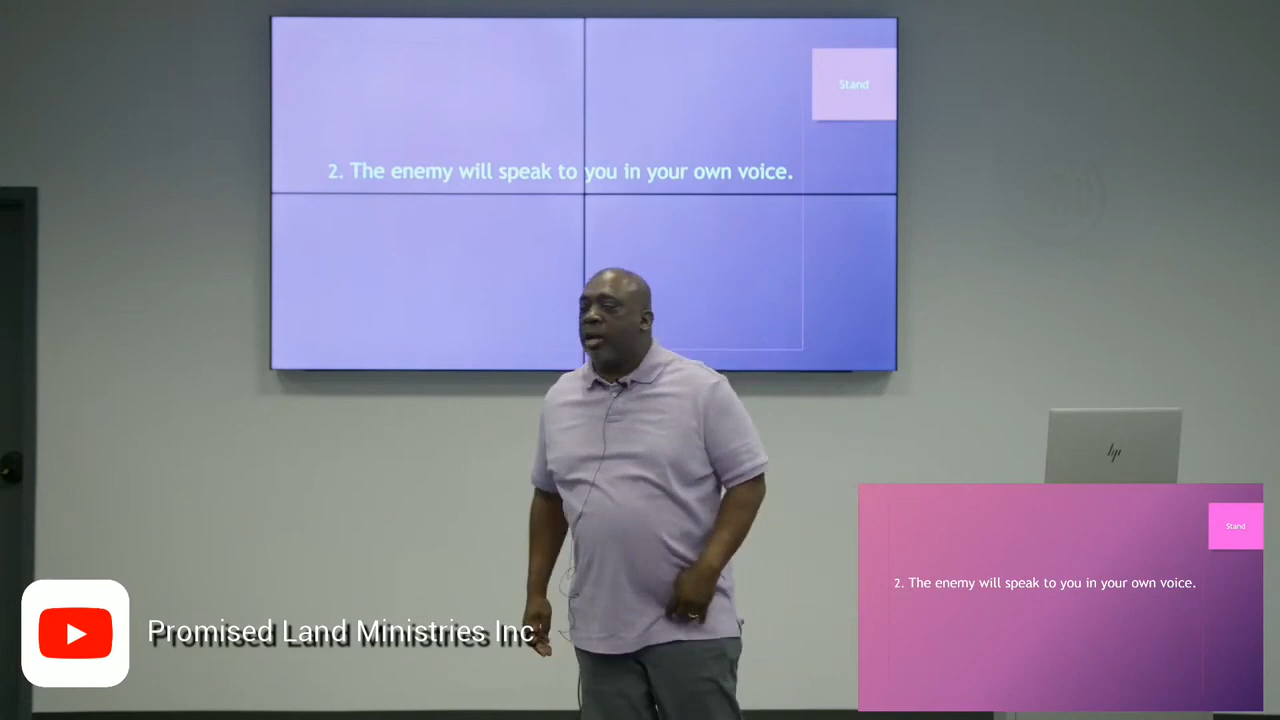 Stand
2. The enemy will speak to you in your own voice.
hp
Stand
2. The enemy will speak to you in your own voice.
Promised Land Ministries Inc